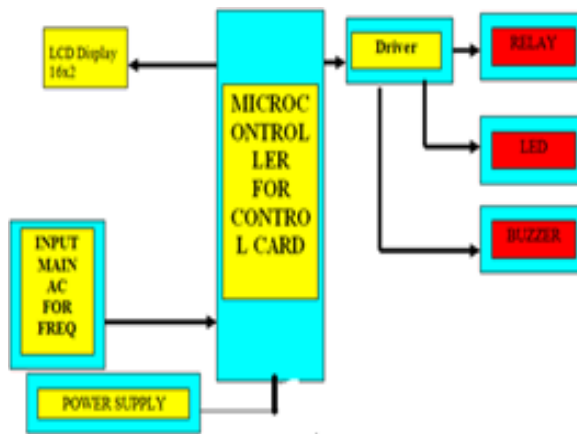 LCD Display
16x2
MICROC
ONTROL
LLER
FOR
CONTRO
L CARD
Driver
RELAY
LED
BUZZER
INPUT
MAIN
AC
FOR
FREQ
POWER SUPPLY